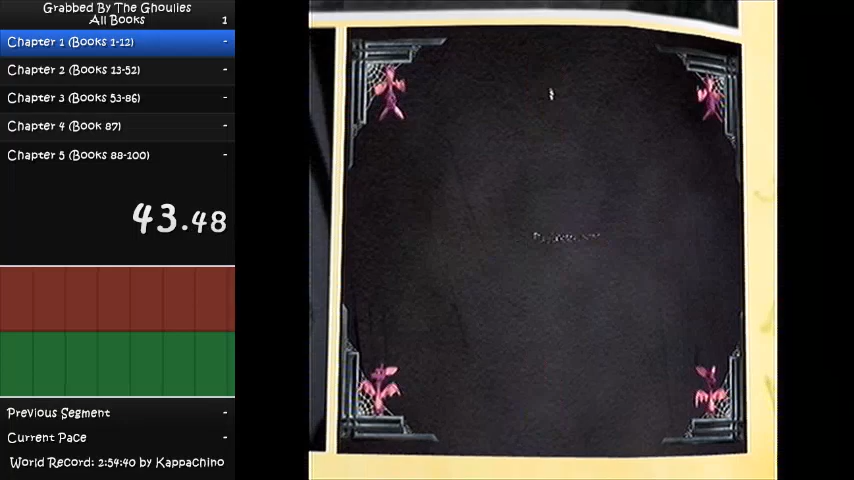 Grabbed By The Ghoulies
All Books 1
Chapter 1 (Books 1-12) -
Chapter 2 (Books 13-52) -
Chapter 3 (Books 53-86) -
Chapter 4 (Book 87) -
Chapter 5 (Books 88-100) -
43.48
Previous Segment -
Current Pace -
World Record: 2:54:40 by Kappachino